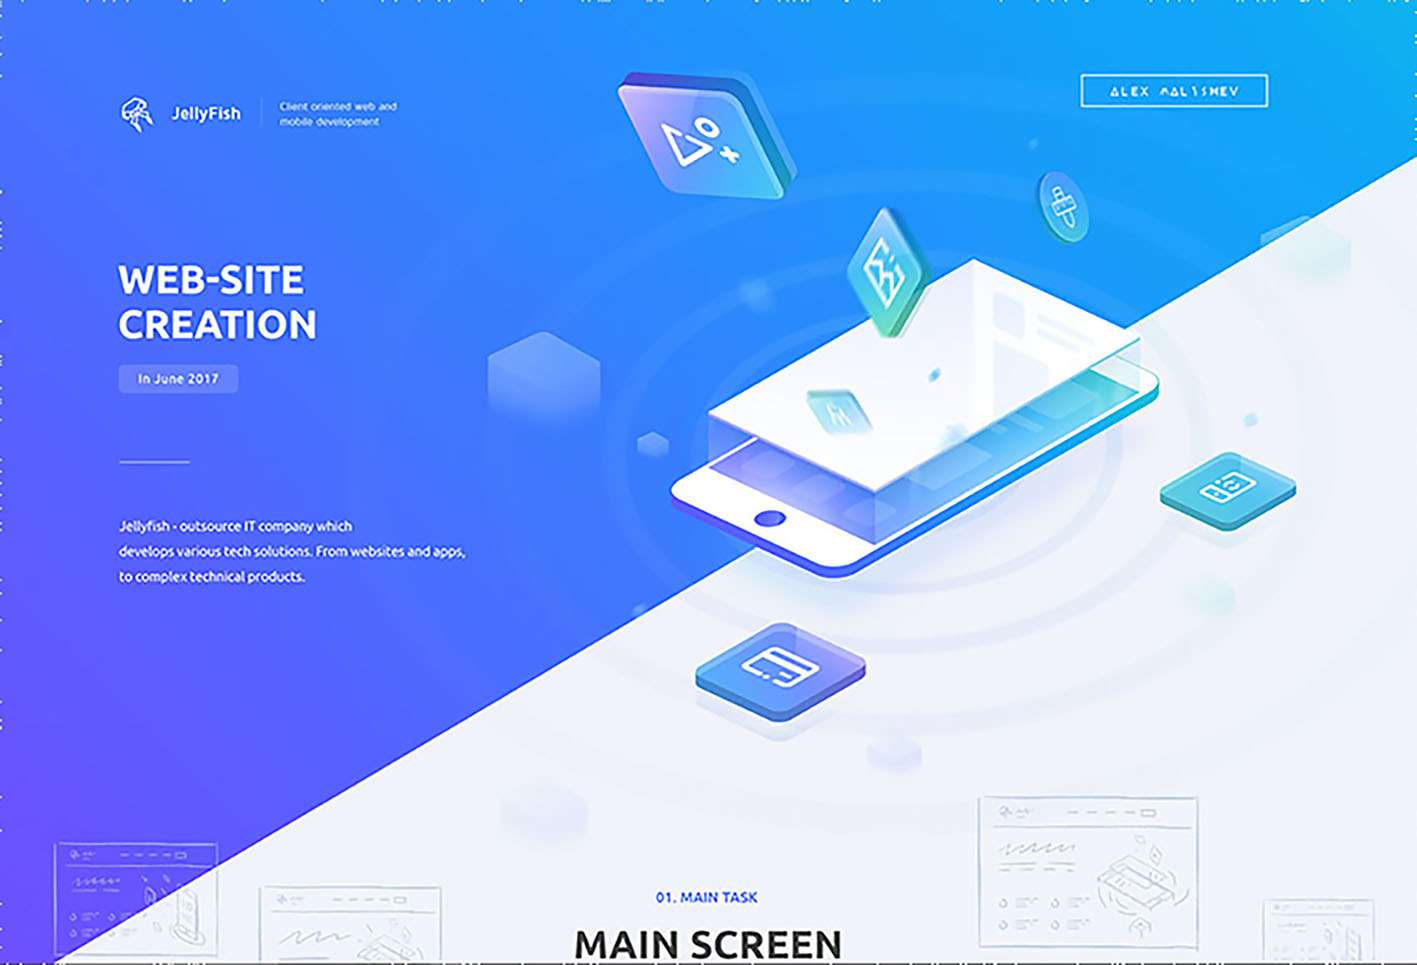 JellyFish
Client oriented web and
mobile development
ALEX MALYSHEV
WEB-SITE
CREATION
In June 2017
Jellyfish - outsource IT company which
develops various tech solutions. From websites and apps,
to complex technical products.
01. MAIN TASK
MAIN SCREEN